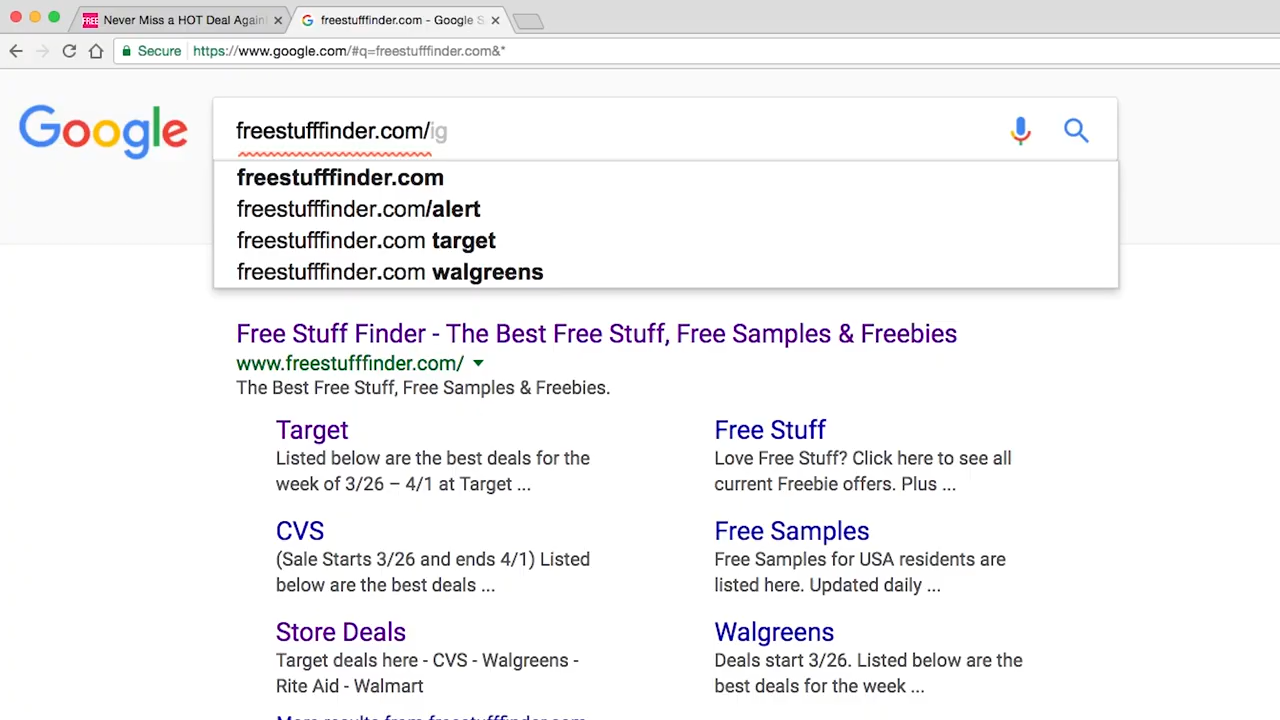 FREE Never Miss a HOT Deal Again!
freestufffinder.com - Google S
Secure https://www.google.com/#q=freestufffinder.com&*
Google
freestufffinder.com/ig
freestufffinder.com
freestufffinder.com/alert
freestufffinder.com target
freestufffinder.com walgreens
Free Stuff Finder - The Best Free Stuff, Free Samples & Freebies
www.freestufffinder.com/
The Best Free Stuff, Free Samples & Freebies.
Target
Listed below are the best deals for the
week of 3/26 – 4/1 at Target ...
Free Stuff
Love Free Stuff? Click here to see all
current Freebie offers. Plus ...
CVS
(Sale Starts 3/26 and ends 4/1) Listed
below are the best deals ...
Free Samples
Free Samples for USA residents are
listed here. Updated daily ...
Store Deals
Target deals here - CVS - Walgreens -
Rite Aid - Walmart
Walgreens
Deals start 3/26. Listed below are the
best deals for the week ...
More results from freestufffinder.com